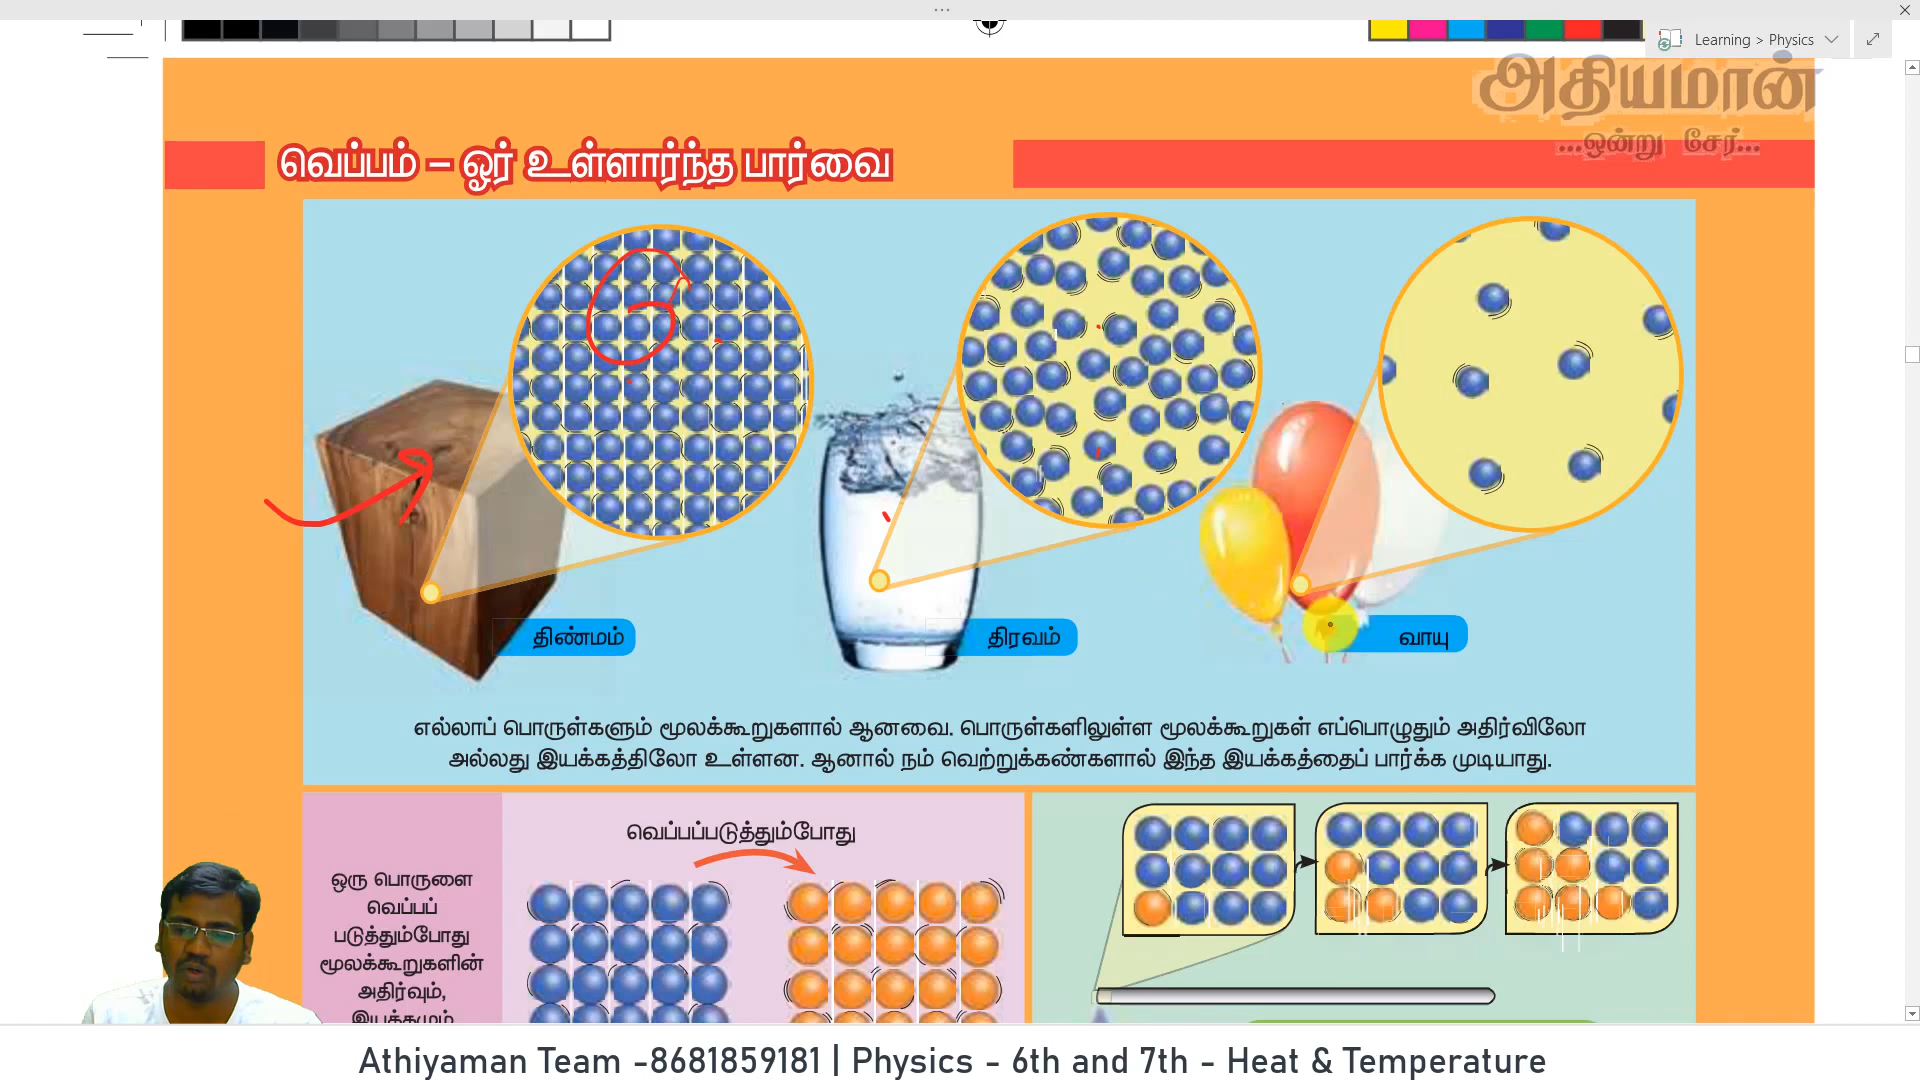 Learning > Physics
அதியமான்
...ஒன்று சேர்...
வெப்பம் – ஓர் உள்ளார்ந்த பார்வை
திண்மம்
திரவம்
வாயு
எல்லாப் பொருள்களும் மூலக்கூறுகளால் ஆனவை. பொருள்களிலுள்ள மூலக்கூறுகள் எப்பொழுதும் அதிர்விலோ
அல்லது இயக்கத்திலோ உள்ளன. ஆனால் நம் வெற்றுக்கண்களால் இந்த இயக்கத்தைப் பார்க்க முடியாது.
வெப்பப்படுத்தும்போது
ஒரு பொருளை
வெப்பப்
படுத்தும்போது
மூலக்கூறுகளின்
அதிர்வும்,
இயக்கமும்
Athiyaman Team -8681859181 | Physics - 6th and 7th - Heat & Temperature